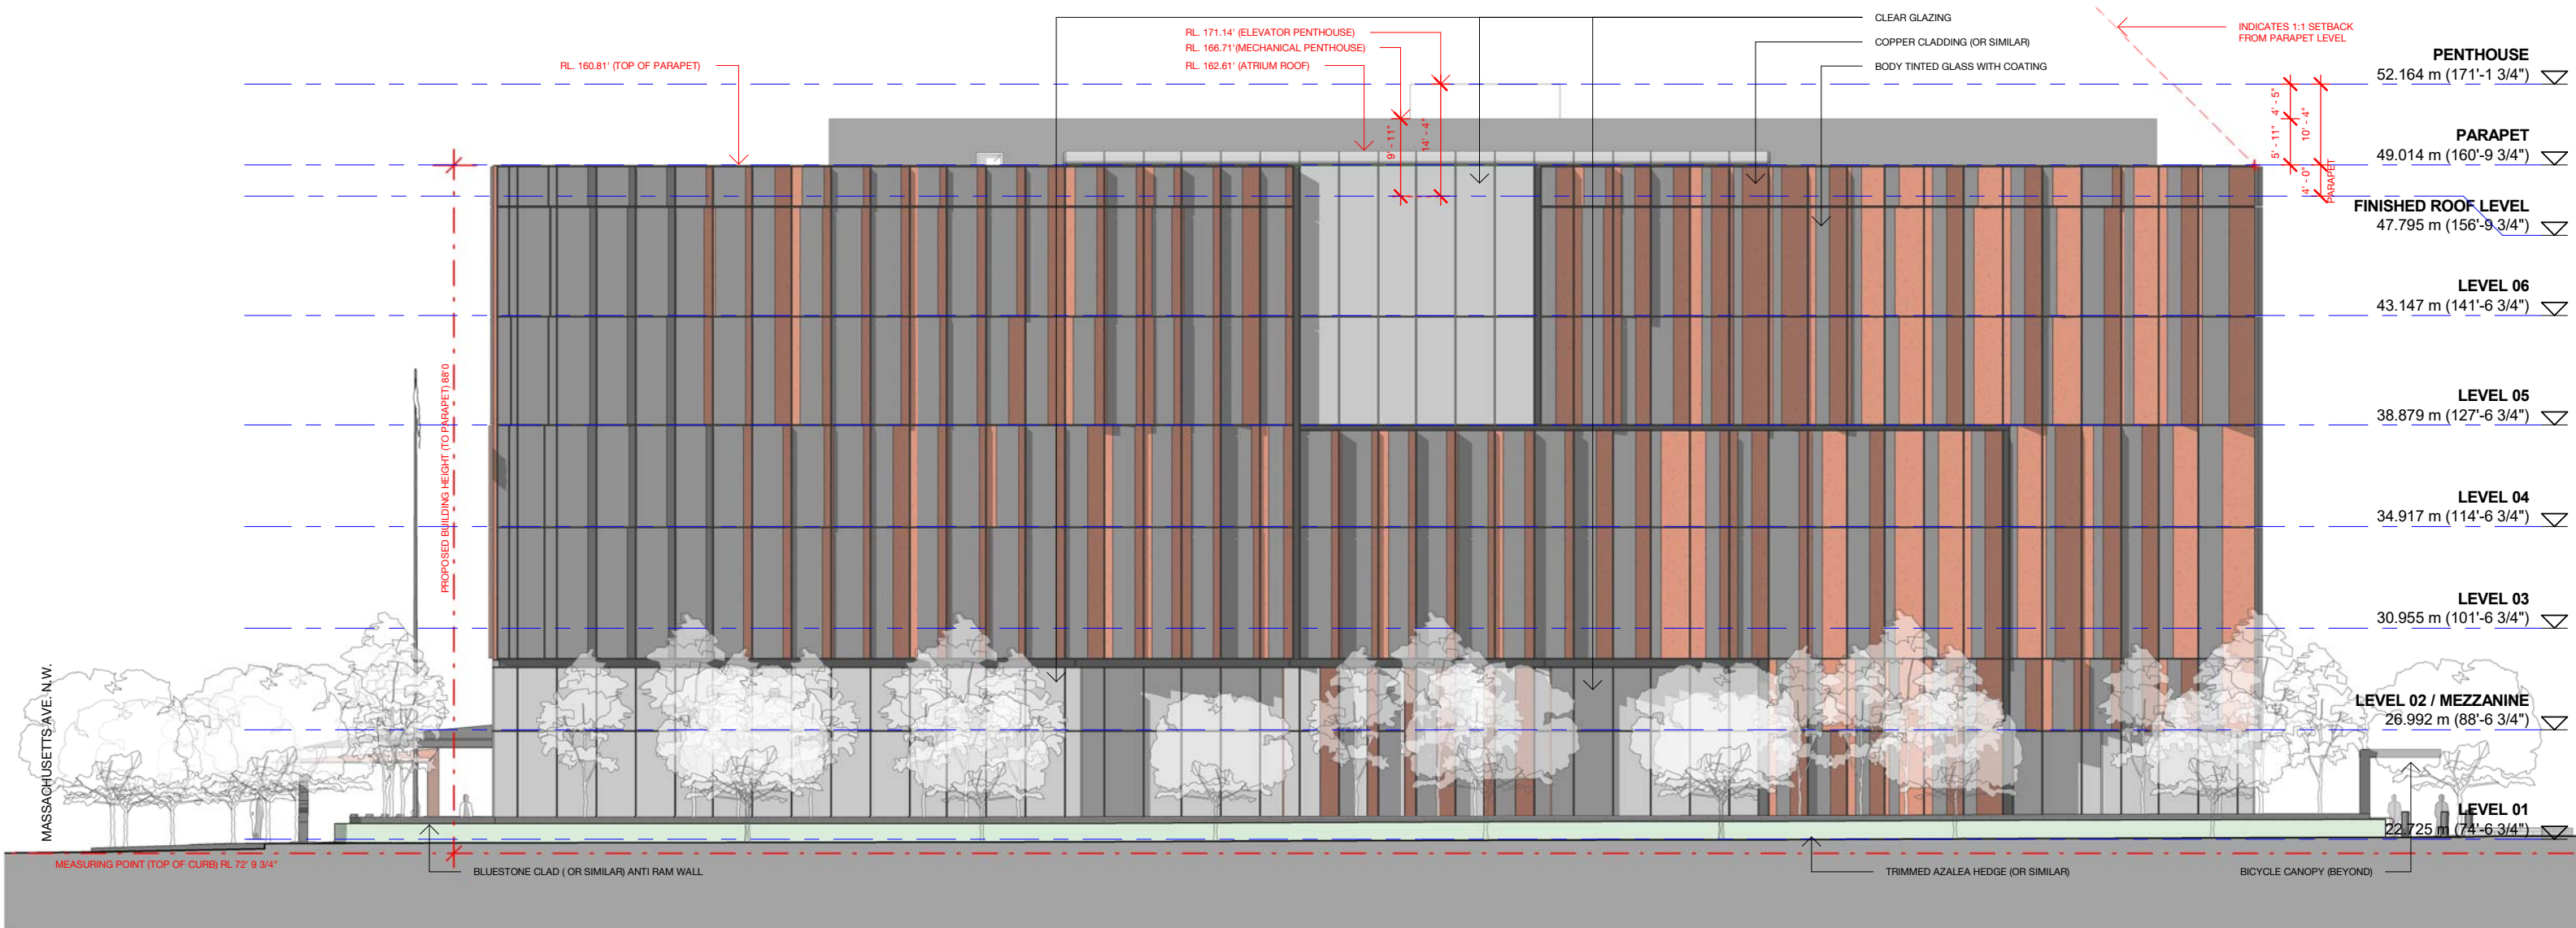 CLEAR GLAZING
COPPER CLADDING (OR SIMILAR)
BODY TINTED GLASS WITH COATING
INDICATES 1:1 SETBACK
FROM PARAPET LEVEL
RL. 171.14' (ELEVATOR PENTHOUSE)
RL. 166.71'(MECHANICAL PENTHOUSE)
RL. 162.61' (ATRIUM ROOF)
RL. 160.81' (TOP OF PARAPET)
9' - 11"
14' - 4"
5' - 11"
4' - 5"
10' - 4"
4' - 0"
PARAPET
PENTHOUSE
52.164 m (171'-1 3/4")
PARAPET
49.014 m (160'-9 3/4")
FINISHED ROOF LEVEL
47.795 m (156'-9 3/4")
LEVEL 06
43.147 m (141'-6 3/4")
LEVEL 05
38.879 m (127'-6 3/4")
LEVEL 04
34.917 m (114'-6 3/4")
LEVEL 03
30.955 m (101'-6 3/4")
LEVEL 02 / MEZZANINE
26.992 m (88'-6 3/4")
LEVEL 01
22.725 m (74'-6 3/4")
PROPOSED BUILDING HEIGHT (TO PARAPET) 88'0
MASSACHUSETTS AVE. N.W.
MEASURING POINT (TOP OF CURB) RL 72' 9 3/4"
BLUESTONE CLAD ( OR SIMILAR) ANTI RAM WALL
TRIMMED AZALEA HEDGE (OR SIMILAR)
BICYCLE CANOPY (BEYOND)